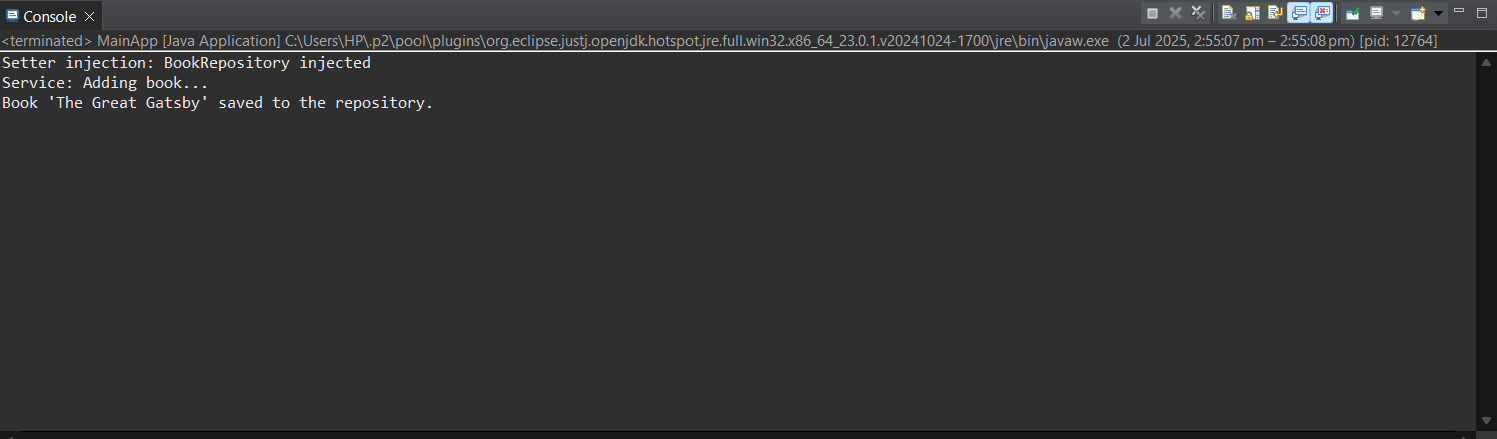 Console
<terminated> MainApp [Java Application] C:\Users\HP\.p2\pool\plugins\org.eclipse.justj.openjdk.hotspot.jre.full.win32.x86_64_23.0.1.v20241024-1700\jre\bin\javaw.exe (2 Jul 2025, 2:55:07 pm – 2:55:08 pm) [pid: 12764]
Setter injection: BookRepository injected
Service: Adding book...
Book 'The Great Gatsby' saved to the repository.